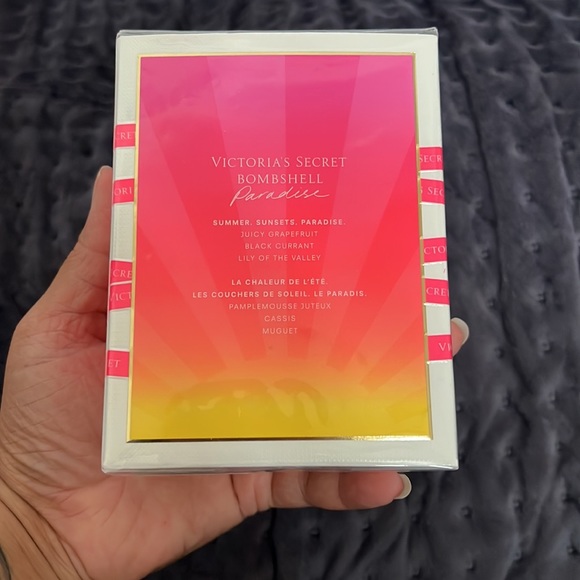 VICTORIA'S SECRET
BOMBSHELL
Paradise
SUMMER. SUNSETS. PARADISE.
JUICY GRAPEFRUIT
BLACK CURRANT
LILY OF THE VALLEY
LA CHALEUR DE L'ÉTÉ.
LES COUCHERS DE SOLEIL. LE PARADIS.
PAMPLEMOUSSE JUTEUX
CASSIS
MUGUET